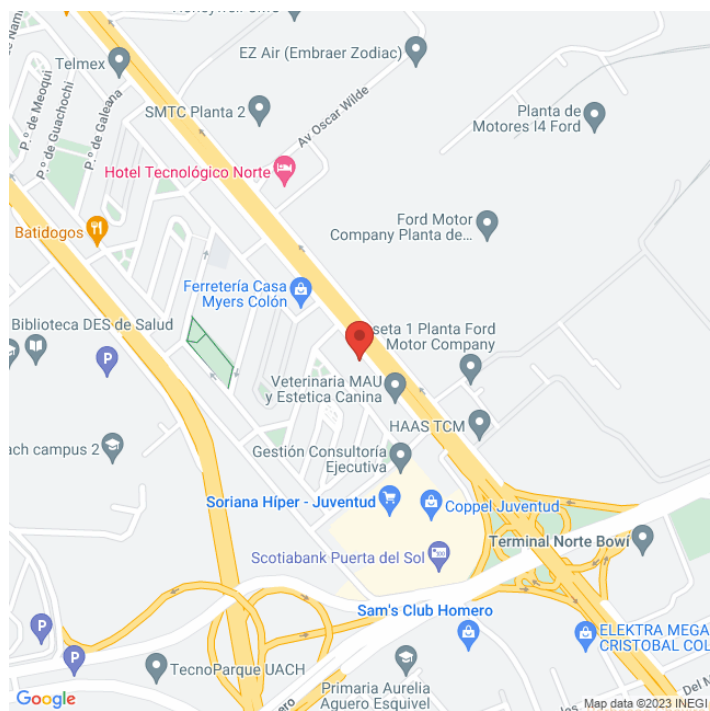 EZ Air (Embraer Zodiac)
Telmex
P.º de Meoqui
P.º de Guachochi
P.º de Galeana
SMTC Planta 2
Av Oscar Wilde
Planta de
Motores I4 Ford
Hotel Tecnológico Norte
Batidogos
Ford Motor
Company Planta de...
Ferretería Casa
Myers Colón
Biblioteca DES de Salud
P
seta 1 Planta Ford
Motor Company
Veterinaria MAU
y Estetica Canina
HAAS TCM
ach campus 2
Gestión Consultoría
Ejecutiva
Soriana Híper - Juventud
Coppel Juventud
Terminal Norte Bowí
Scotiabank Puerta del Sol
Sam's Club Homero
P
P
ELEKTRA MEGA
CRISTOBAL COL
TecnoParque UACH
Primaria Aurelia
Aguero Esquivel
Google
Map data ©2023 INEGI